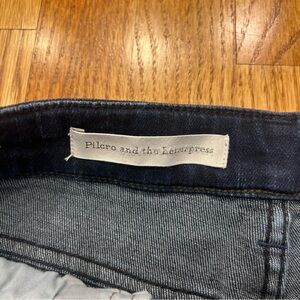 Pilcro and the Letterpress